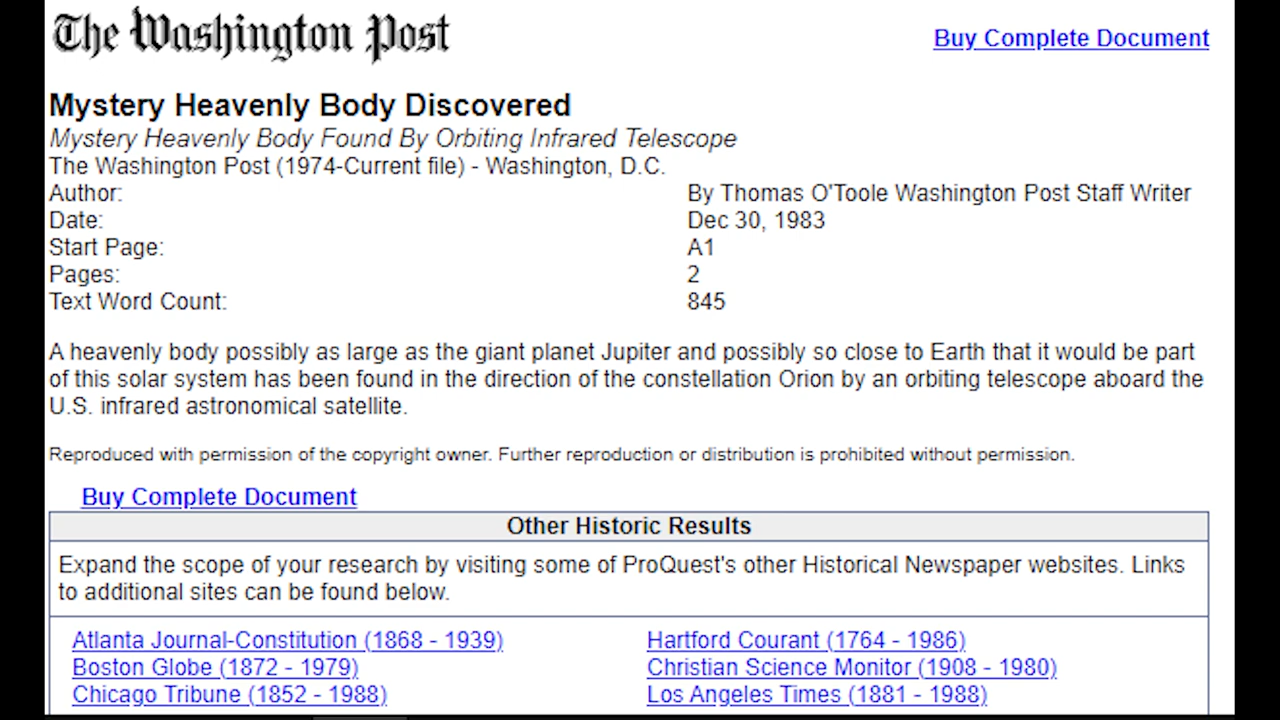 The Washington Post
Buy Complete Document
Mystery Heavenly Body Discovered
Mystery Heavenly Body Found By Orbiting Infrared Telescope
The Washington Post (1974-Current file) - Washington, D.C.
Author: By Thomas O'Toole Washington Post Staff Writer
Date: Dec 30, 1983
Start Page: A1
Pages: 2
Text Word Count: 845
A heavenly body possibly as large as the giant planet Jupiter and possibly so close to Earth that it would be part
of this solar system has been found in the direction of the constellation Orion by an orbiting telescope aboard the
U.S. infrared astronomical satellite.
Reproduced with permission of the copyright owner. Further reproduction or distribution is prohibited without permission.
Buy Complete Document
Other Historic Results
Expand the scope of your research by visiting some of ProQuest's other Historical Newspaper websites. Links
to additional sites can be found below.
Atlanta Journal-Constitution (1868 - 1939) Hartford Courant (1764 - 1986)
Boston Globe (1872 - 1979) Christian Science Monitor (1908 - 1980)
Chicago Tribune (1852 - 1988) Los Angeles Times (1881 - 1988)